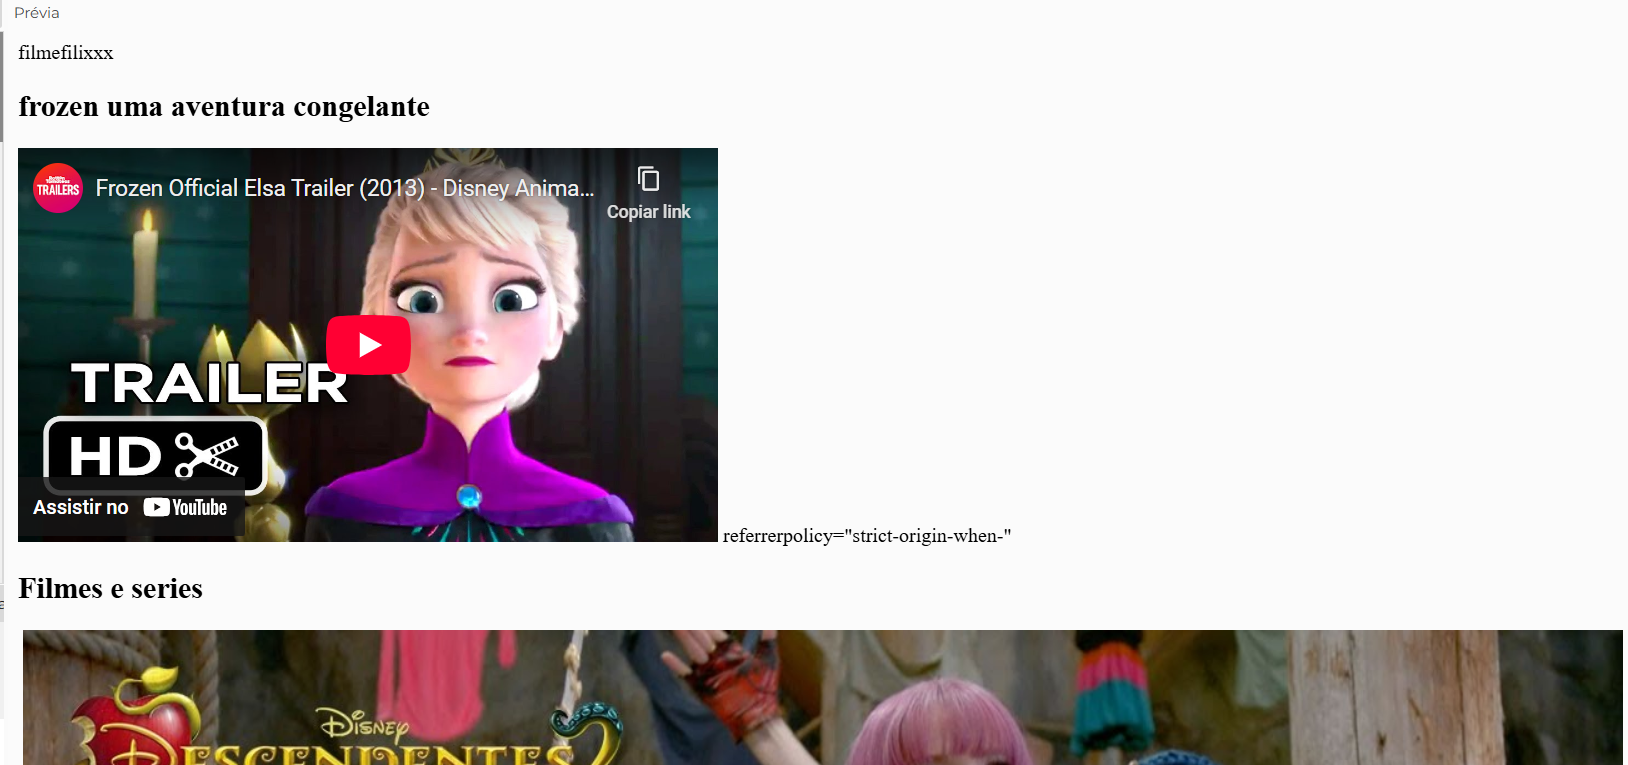 Prévia
filmefilixxx
frozen uma aventura congelante
TRAILERS
Frozen Official Elsa Trailer (2013) - Disney Anima...
Copiar link
TRAILER
HD
Assistir no YouTube
referrerpolicy="strict-origin-when-"
Filmes e series
Disney
DESCENDENTES 2